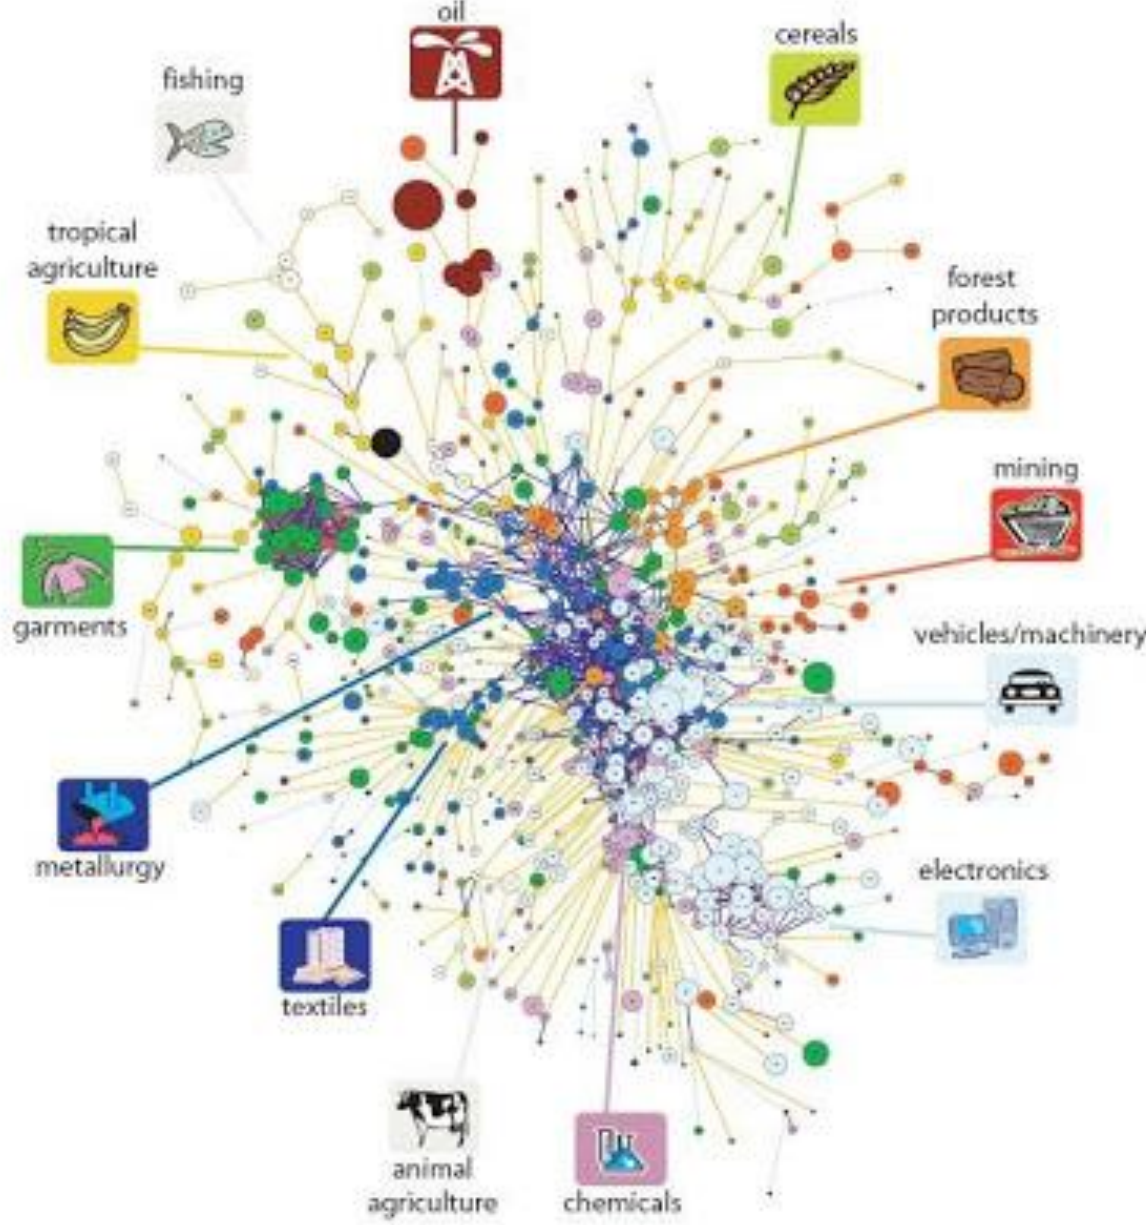 oil
cereals
fishing
tropical
agriculture
forest
products
mining
garments
vehicles/machinery
metallurgy
electronics
textiles
animal
agriculture
chemicals